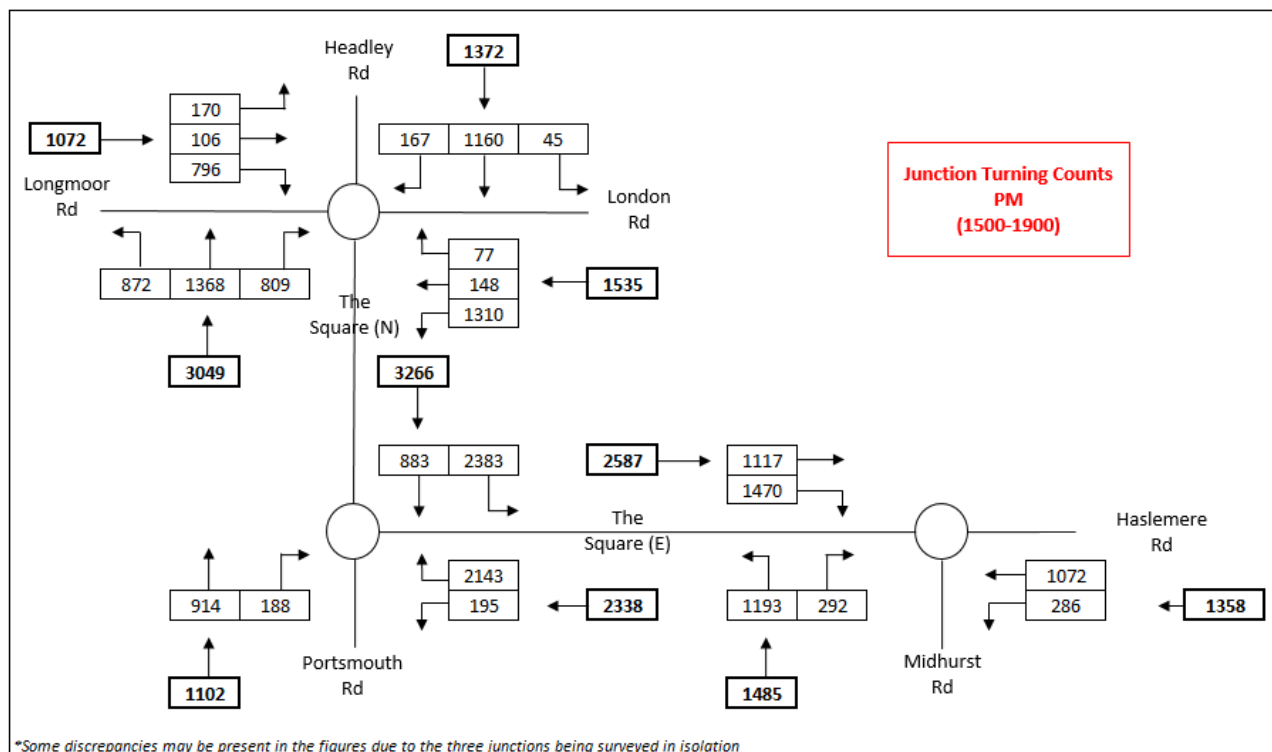 Headley
Rd
1372
170
106
796
1072
167 1160 45
Junction Turning Counts
PM
(1500-1900)
Longmoor
Rd
London
Rd
872 1368 809
77
148
1310
1535
The
Square (N)
3049
3266
883 2383
2587
1117
1470
The
Square (E)
Haslemere
Rd
914 188
2143
195
2338
1193 292
1072
286
1358
Portsmouth
Rd
Midhurst
Rd
1102
1485
*Some discrepancies may be present in the figures due to the three junctions being surveyed in isolation